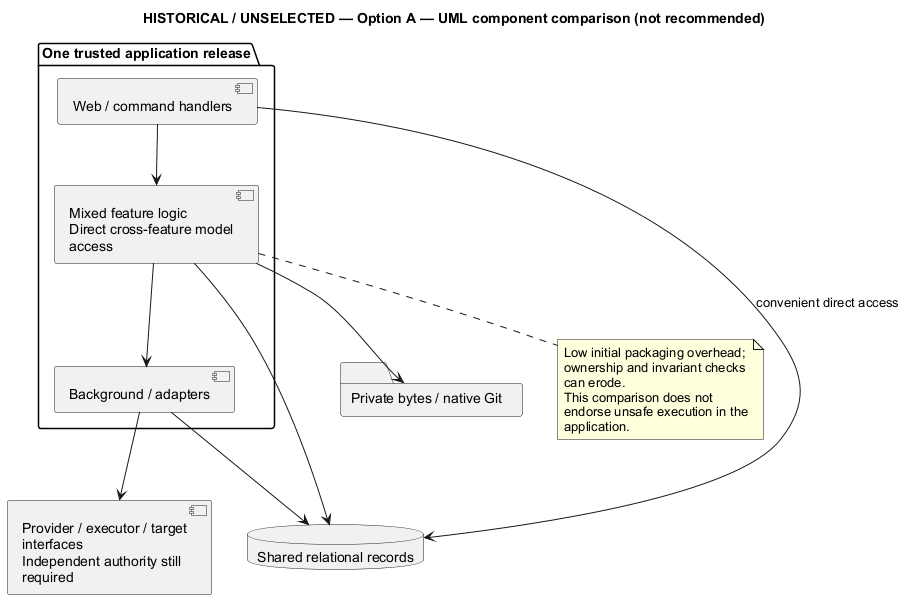 HISTORICAL / UNSELECTED — Option A — UML component comparison (not recommended)
One trusted application release
Web / command handlers
Mixed feature logic
Direct cross-feature model
access
convenient direct access
Low initial packaging overhead;
ownership and invariant checks
can erode.
This comparison does not
endorse unsafe execution in the
application.
Background / adapters
Private bytes / native Git
Provider / executor / target
interfaces
Independent authority still
required
Shared relational records